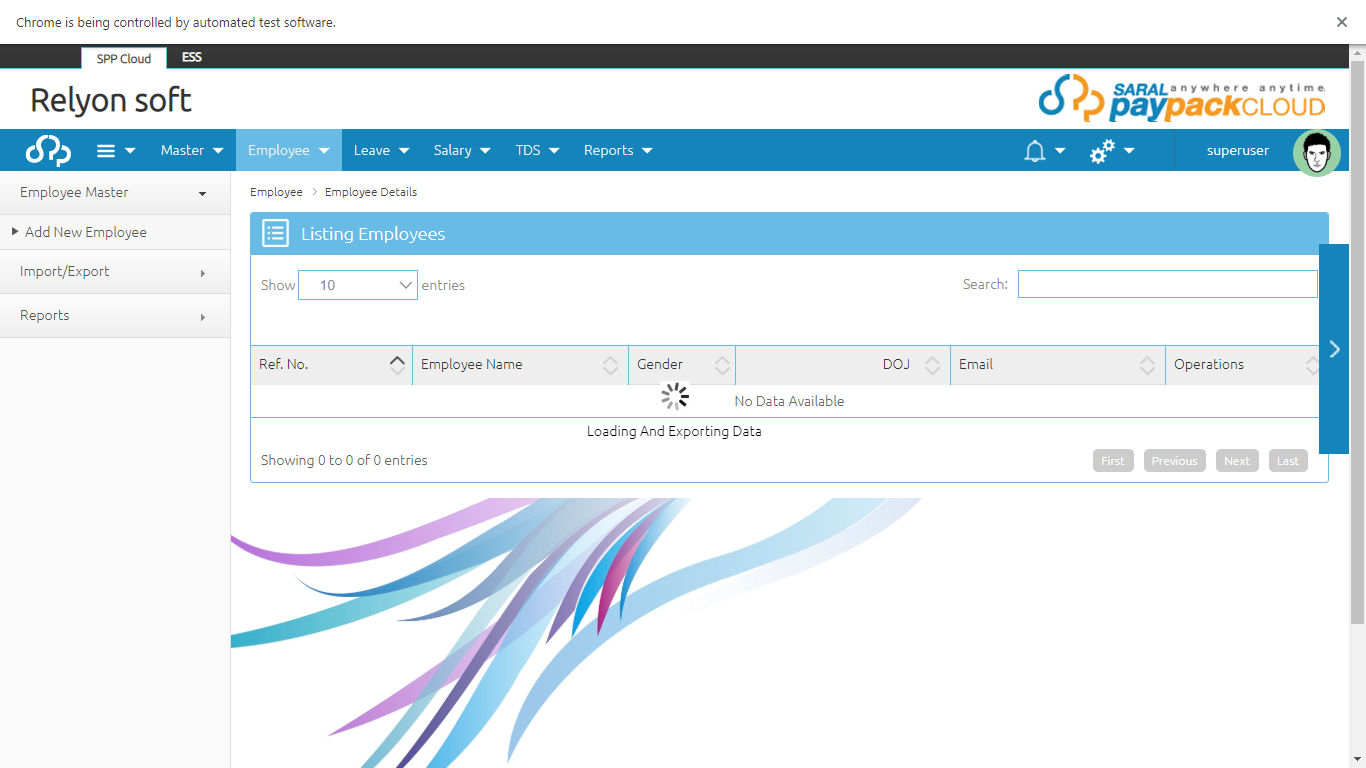 Chrome is being controlled by automated test software.
SPP Cloud ESS
Relyon soft
SARAL anywhere anytime
paypackCLOUD
Master Employee Leave Salary TDS Reports superuser
Employee Master
Add New Employee
Import/Export
Reports
Employee > Employee Details
Listing Employees
Show 10 entries Search:
Ref. No. Employee Name Gender DOJ Email Operations
No Data Available
Loading And Exporting Data
Showing 0 to 0 of 0 entries First Previous Next Last